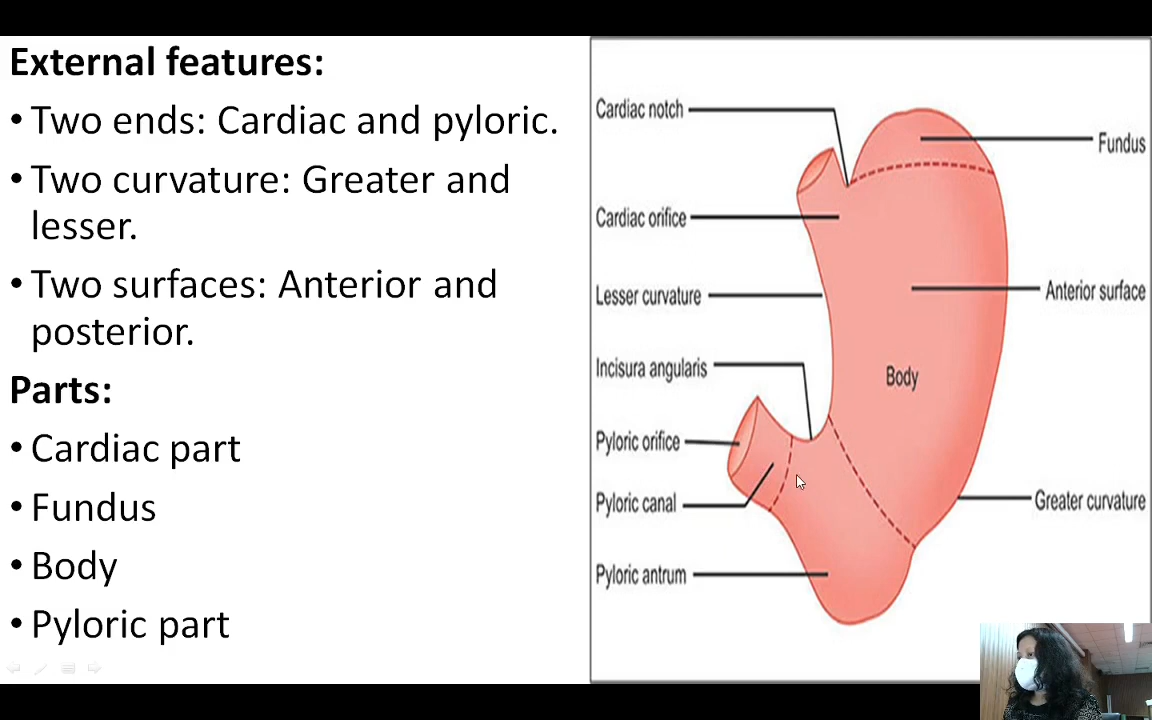 External features:
• Two ends: Cardiac and pyloric.
• Two curvature: Greater and
lesser.
• Two surfaces: Anterior and
posterior.
Parts:
• Cardiac part
• Fundus
• Body
• Pyloric part
Cardiac notch
Fundus
Cardiac orifice
Lesser curvature
Anterior surface
Incisura angularis
Body
Pyloric orifice
Pyloric canal
Greater curvature
Pyloric antrum